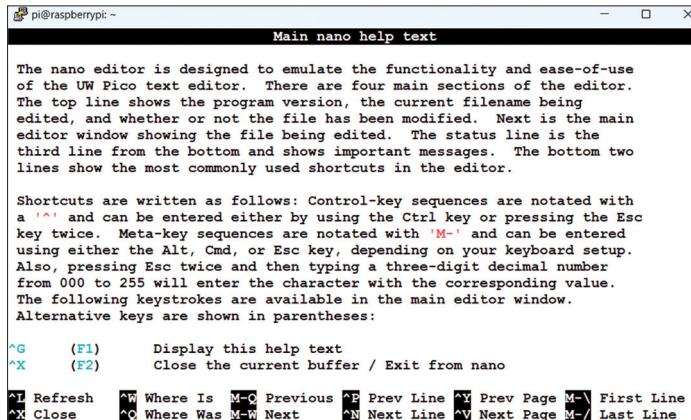 pi@raspberrypi: ~
Main nano help text
The nano editor is designed to emulate the functionality and ease-of-use
of the UW Pico text editor.  There are four main sections of the editor.
The top line shows the program version, the current filename being
edited, and whether or not the file has been modified.  Next is the main
editor window showing the file being edited.  The status line is the
third line from the bottom and shows important messages.  The bottom two
lines show the most commonly used shortcuts in the editor.
Shortcuts are written as follows: Control-key sequences are notated with
a '^' and can be entered either by using the Ctrl key or pressing the Esc
key twice.  Meta-key sequences are notated with 'M-' and can be entered
using either the Alt, Cmd, or Esc key, depending on your keyboard setup.
Also, pressing Esc twice and then typing a three-digit decimal number
from 000 to 255 will enter the character with the corresponding value.
The following keystrokes are available in the main editor window.
Alternative keys are shown in parentheses:
^G (F1) Display this help text
^X (F2) Close the current buffer / Exit from nano
^L Refresh ^W Where Is M-Q Previous ^P Prev Line ^Y Prev Page M-\ First Line
^X Close ^Q Where Was M-W Next ^N Next Line ^V Next Page M-/ Last Line